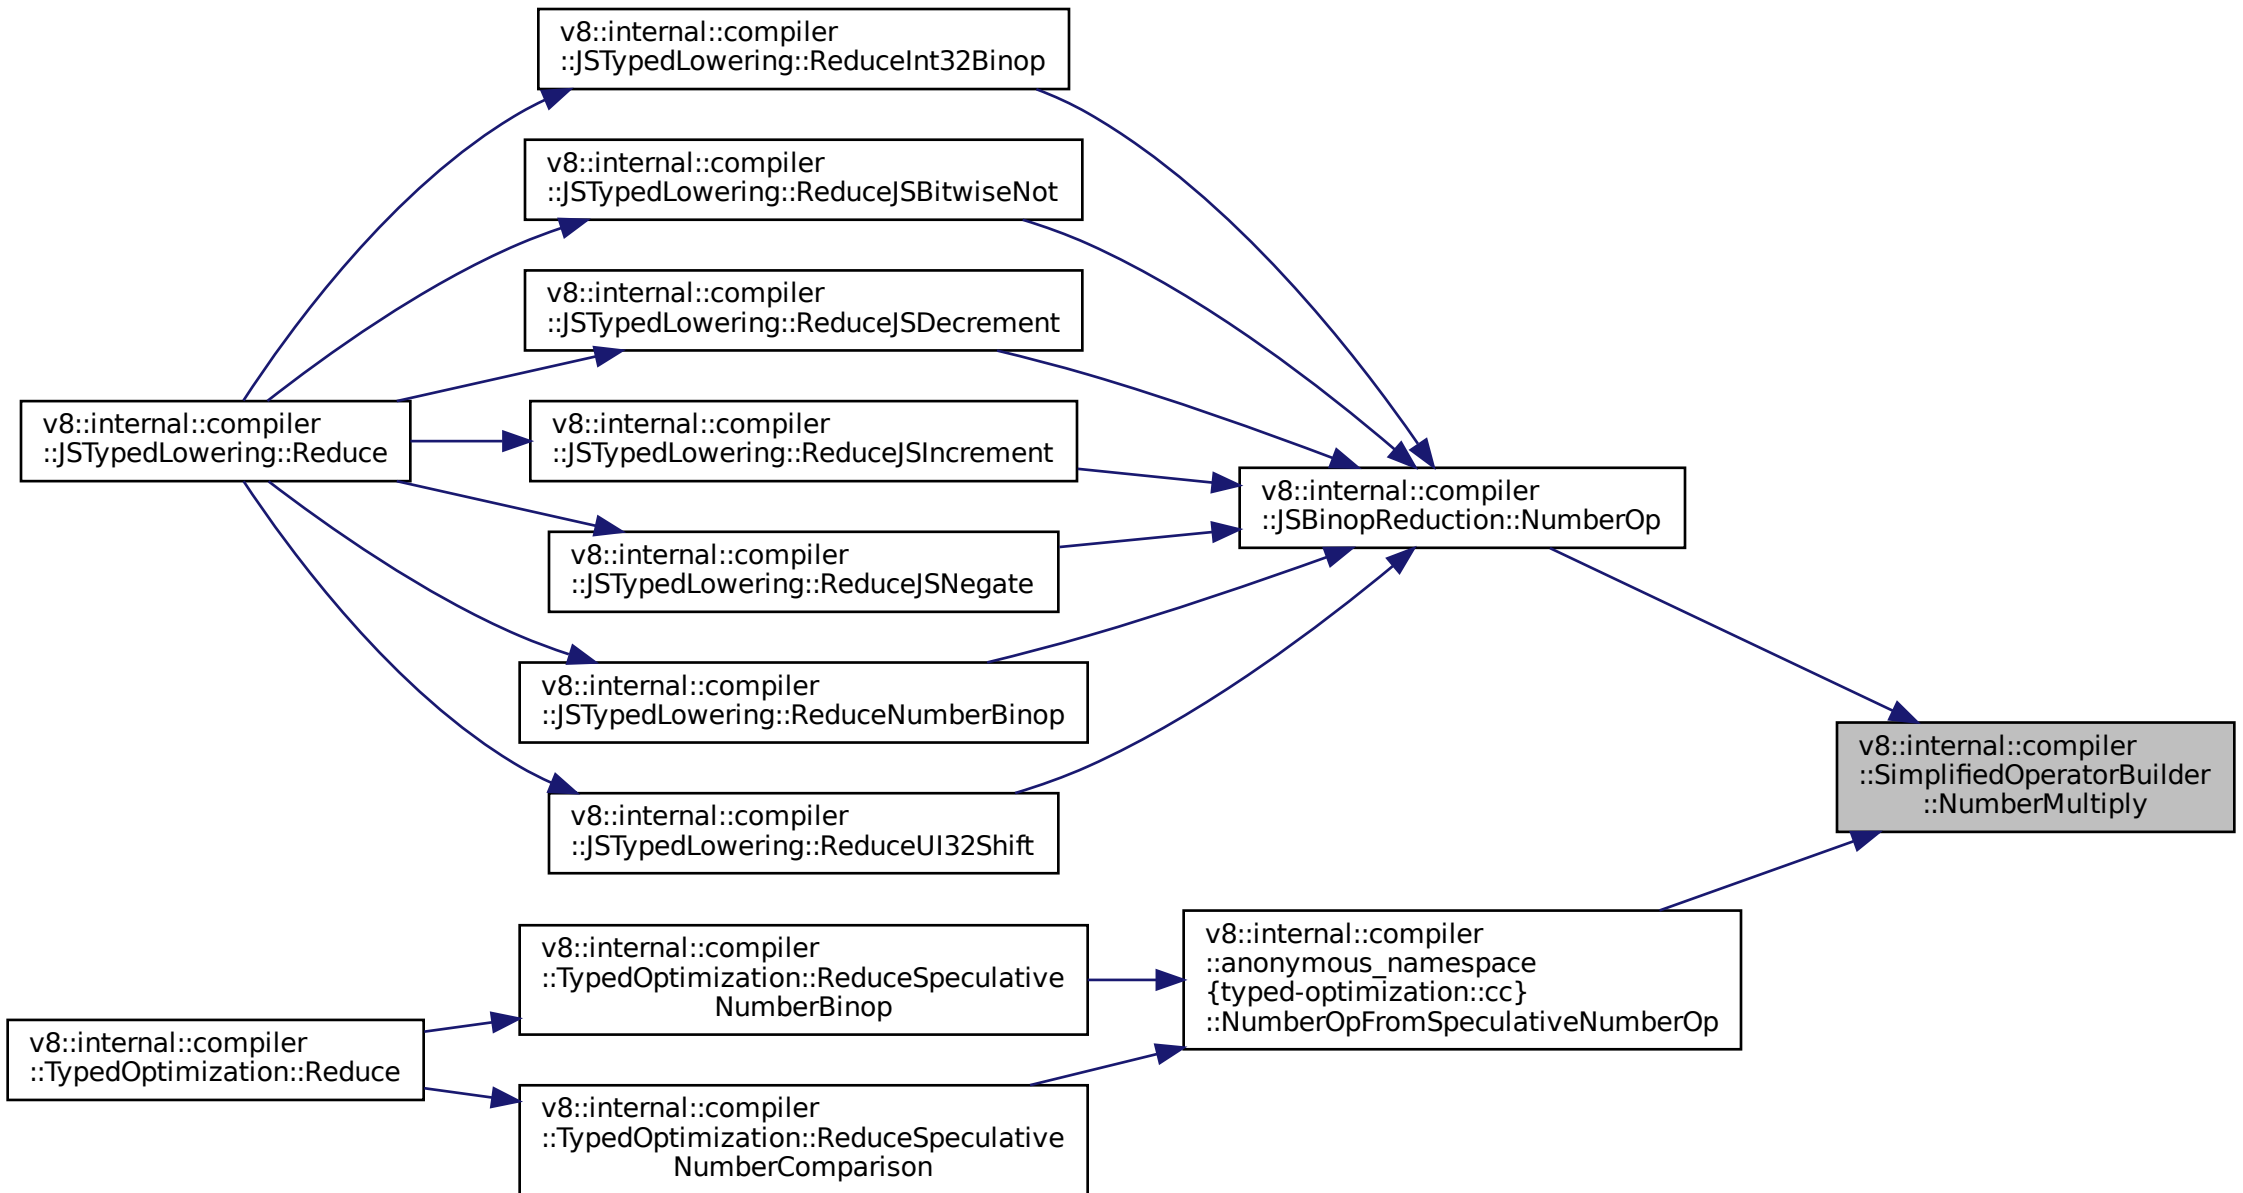 v8::internal::compiler
::JSTypedLowering::ReduceInt32Binop
v8::internal::compiler
::JSTypedLowering::ReduceJSBitwiseNot
v8::internal::compiler
::JSTypedLowering::ReduceJSDecrement
v8::internal::compiler
::JSTypedLowering::Reduce
v8::internal::compiler
::JSTypedLowering::ReduceJSIncrement
v8::internal::compiler
::JSBinopReduction::NumberOp
v8::internal::compiler
::JSTypedLowering::ReduceJSNegate
v8::internal::compiler
::JSTypedLowering::ReduceNumberBinop
v8::internal::compiler
::SimplifiedOperatorBuilder
::NumberMultiply
v8::internal::compiler
::JSTypedLowering::ReduceUI32Shift
v8::internal::compiler
::anonymous_namespace
{typed-optimization::cc}
::NumberOpFromSpeculativeNumberOp
v8::internal::compiler
::TypedOptimization::ReduceSpeculative
NumberBinop
v8::internal::compiler
::TypedOptimization::Reduce
v8::internal::compiler
::TypedOptimization::ReduceSpeculative
NumberComparison